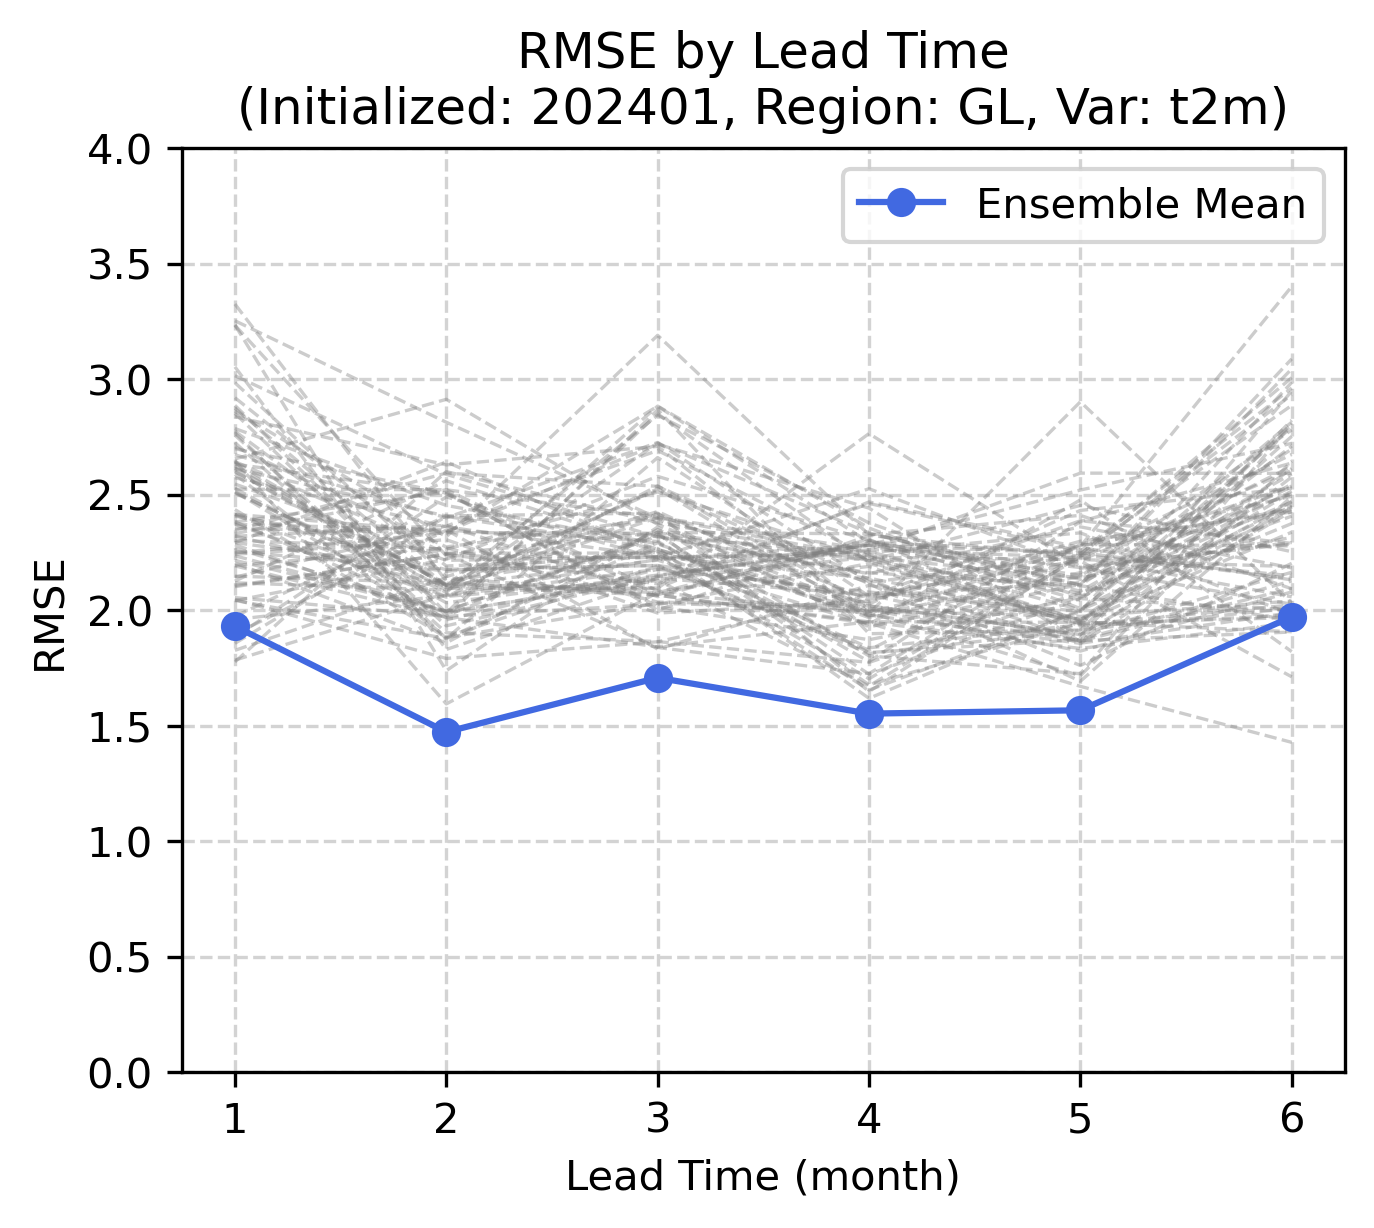 RMSE by Lead Time
(Initialized: 202401, Region: GL, Var: t2m)
Ensemble Mean
4.0
3.5
3.0
2.5
2.0
1.5
1.0
0.5
0.0
RMSE
1 2 3 4 5 6
Lead Time (month)